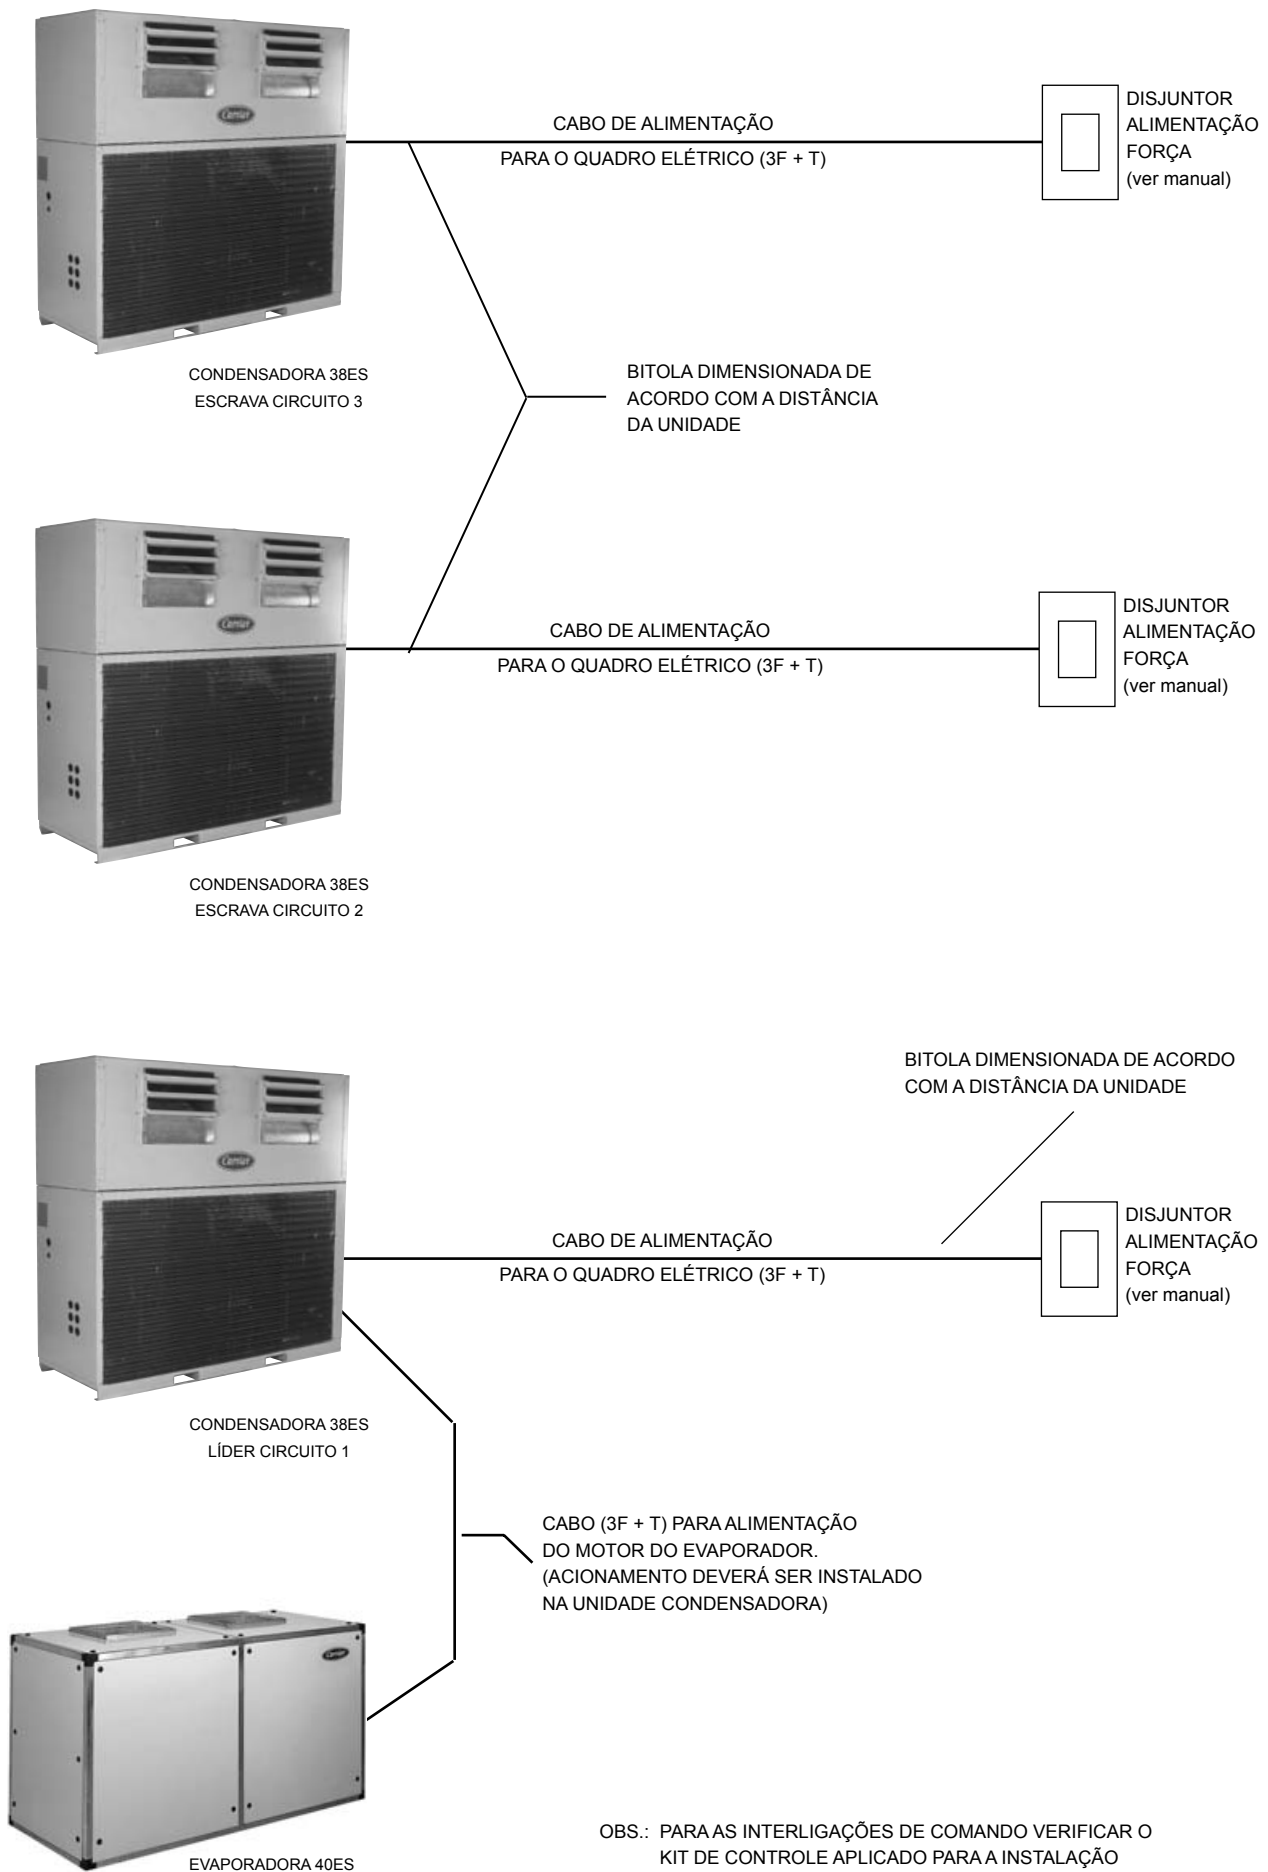 Carrier
CABO DE ALIMENTAÇÃO
PARA O QUADRO ELÉTRICO (3F + T)
DISJUNTOR
ALIMENTAÇÃO
FORÇA
(ver manual)
CONDENSADORA 38ES
ESCRAVA CIRCUITO 3
BITOLA DIMENSIONADA DE
ACORDO COM A DISTÂNCIA
DA UNIDADE
Carrier
CABO DE ALIMENTAÇÃO
PARA O QUADRO ELÉTRICO (3F + T)
DISJUNTOR
ALIMENTAÇÃO
FORÇA
(ver manual)
CONDENSADORA 38ES
ESCRAVA CIRCUITO 2
BITOLA DIMENSIONADA DE ACORDO
COM A DISTÂNCIA DA UNIDADE
Carrier
CABO DE ALIMENTAÇÃO
PARA O QUADRO ELÉTRICO (3F + T)
DISJUNTOR
ALIMENTAÇÃO
FORÇA
(ver manual)
CONDENSADORA 38ES
LÍDER CIRCUITO 1
CABO (3F + T) PARA ALIMENTAÇÃO
DO MOTOR DO EVAPORADOR.
(ACIONAMENTO DEVERÁ SER INSTALADO
NA UNIDADE CONDENSADORA)
Carrier
EVAPORADORA 40ES
OBS.: PARA AS INTERLIGAÇÕES DE COMANDO VERIFICAR O
KIT DE CONTROLE APLICADO PARA A INSTALAÇÃO